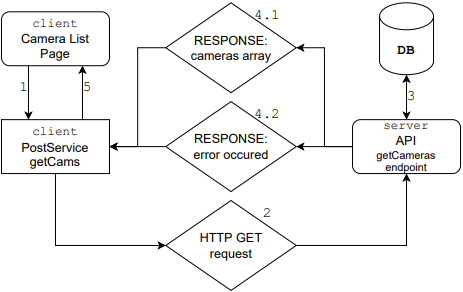 client
Camera List
Page
1
5
client
PostService
getCams
4.1
RESPONSE:
cameras array
4.2
RESPONSE:
error occured
2
HTTP GET
request
DB
3
server
API
getCameras
endpoint